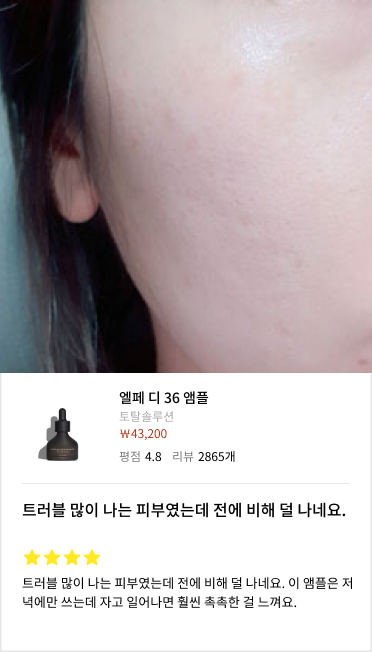 엘페 디 36 앰플
토탈솔루션
₩43,200
평점 4.8 리뷰 2865개
트러블 많이 나는 피부였는데 전에 비해 덜 나네요.
트러블 많이 나는 피부였는데 전에 비해 덜 나네요. 이 앰플은 저
녁에만 쓰는데 자고 일어나면 훨씬 촉촉한 걸 느껴요.